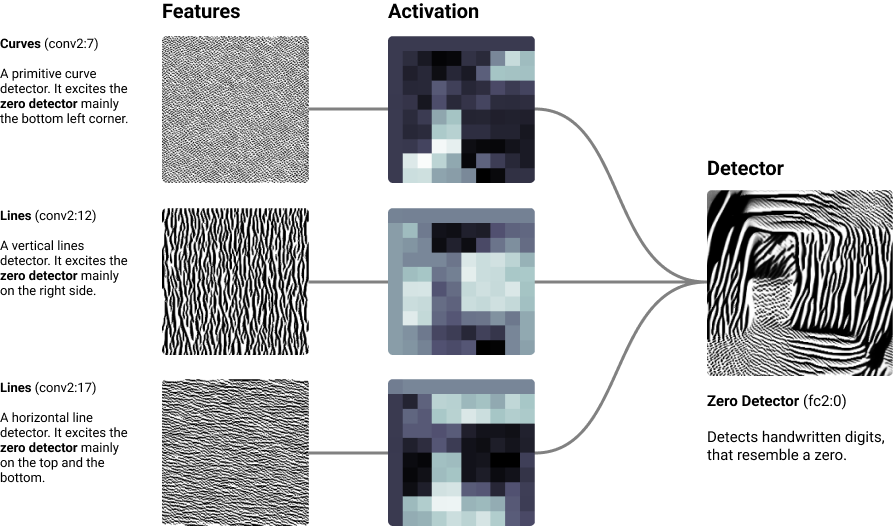 Features
Activation
Curves (conv2:7)
A primitive curve
detector. It excites the
zero detector mainly
the bottom left corner.
Lines (conv2:12)
A vertical lines
detector. It excites the
zero detector mainly
on the right side.
Lines (conv2:17)
A horizontal line
detector. It excites the
zero detector mainly
on the top and the
bottom.
Detector
Zero Detector (fc2:0)
Detects handwritten digits,
that resemble a zero.